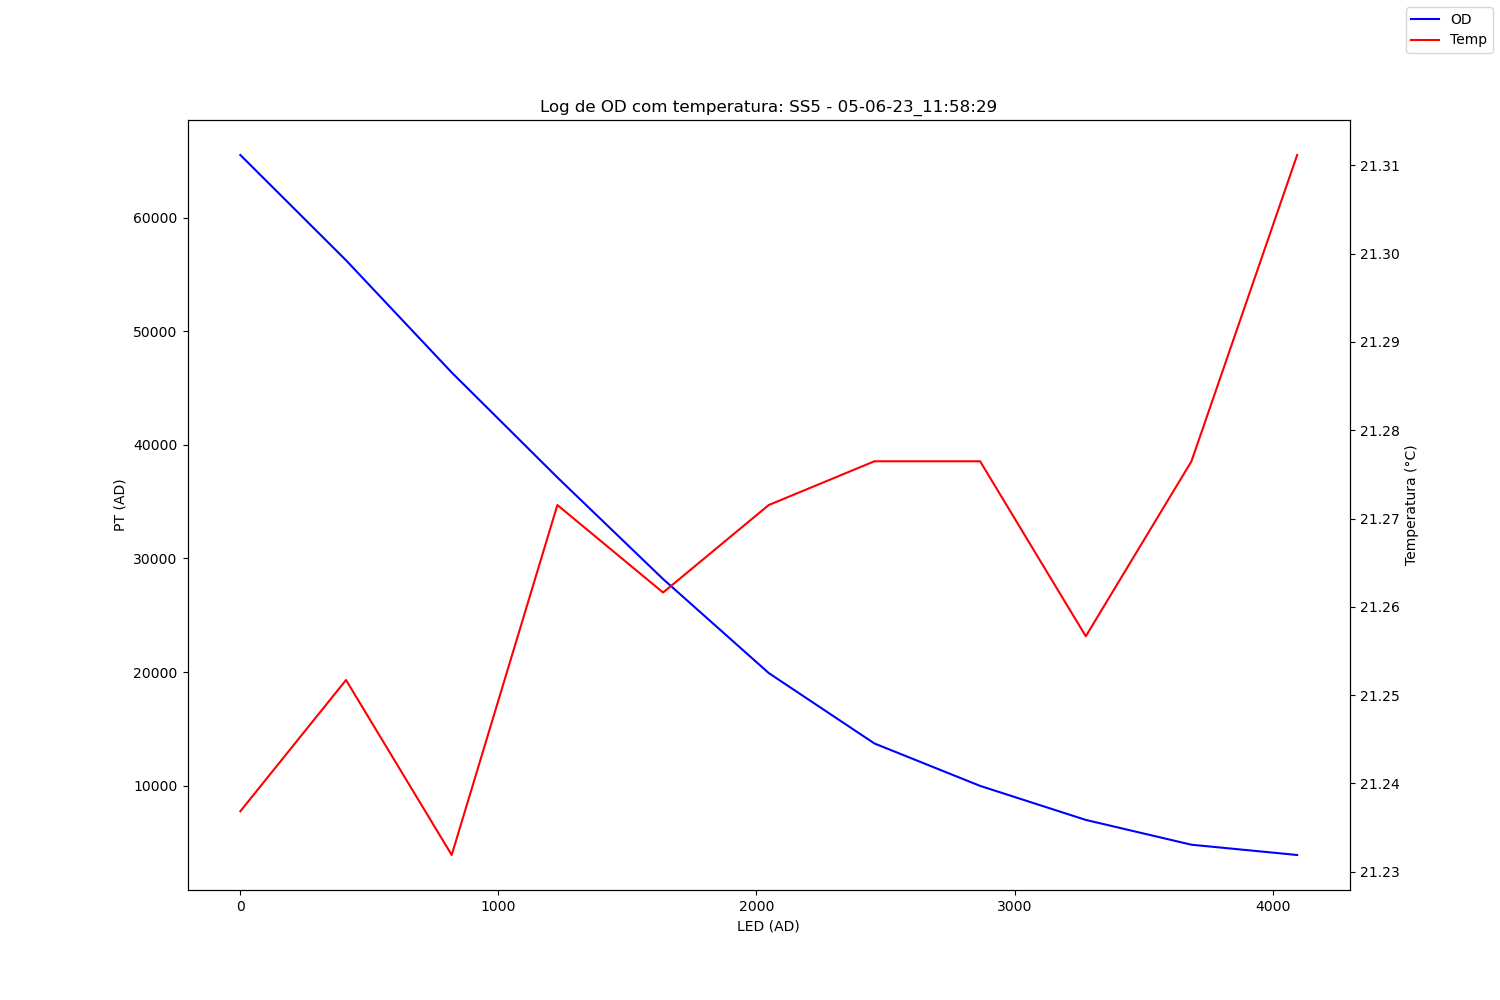 OD
Temp
Log de OD com temperatura: SS5 - 05-06-23_11:58:29
60000
50000
40000
30000
20000
10000
PT (AD)
21.31
21.30
21.29
21.28
21.27
21.26
21.25
21.24
21.23
Temperatura (°C)
0 1000 2000 3000 4000
LED (AD)